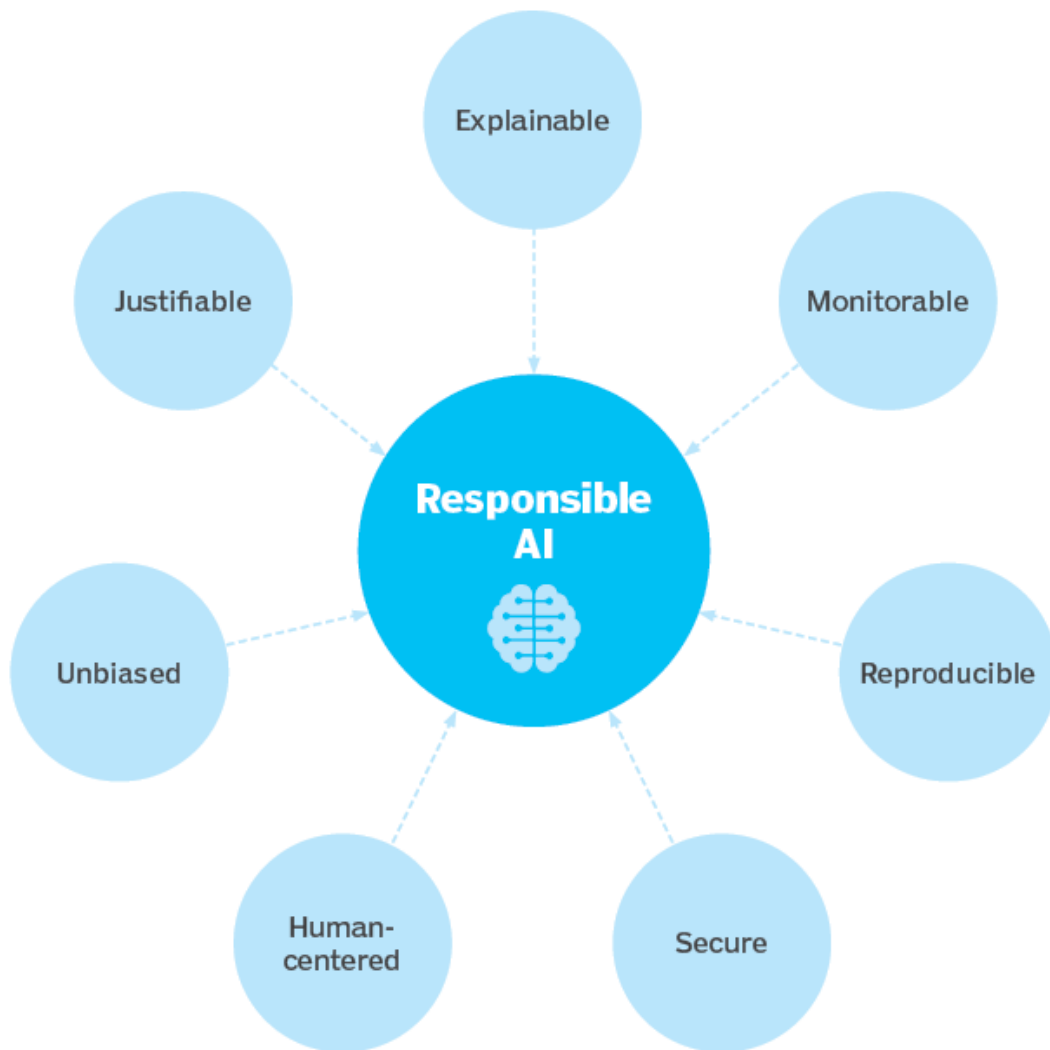 Explainable
Justifiable
Monitorable
Responsible
AI
Unbiased
Reproducible
Human-
centered
Secure